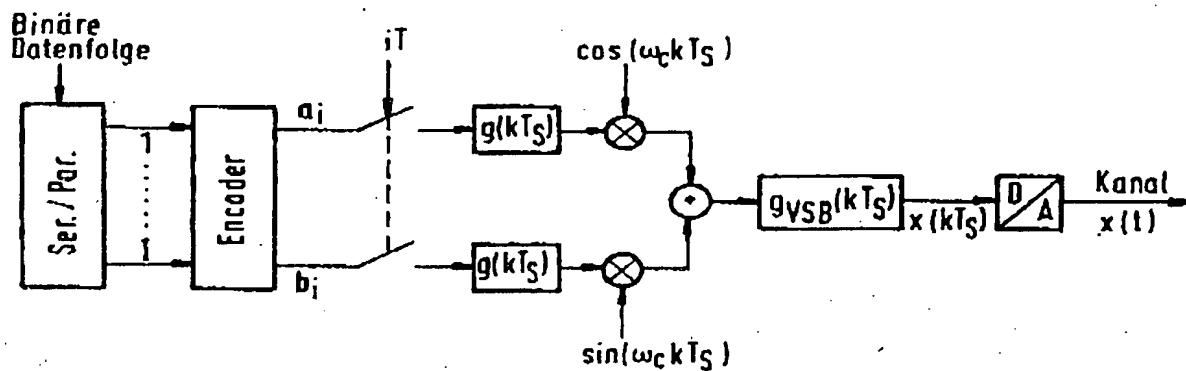 Binäre
Datenfolge
Ser./Par.
1
1
Encoder
a_i
b_i
iT
g(kT_S)
cos(ω_c kT_S)
g(kT_S)
sin(ω_c kT_S)
+
g_VSB(kT_S)
x(kT_S)
D/A
Kanal
x(t)